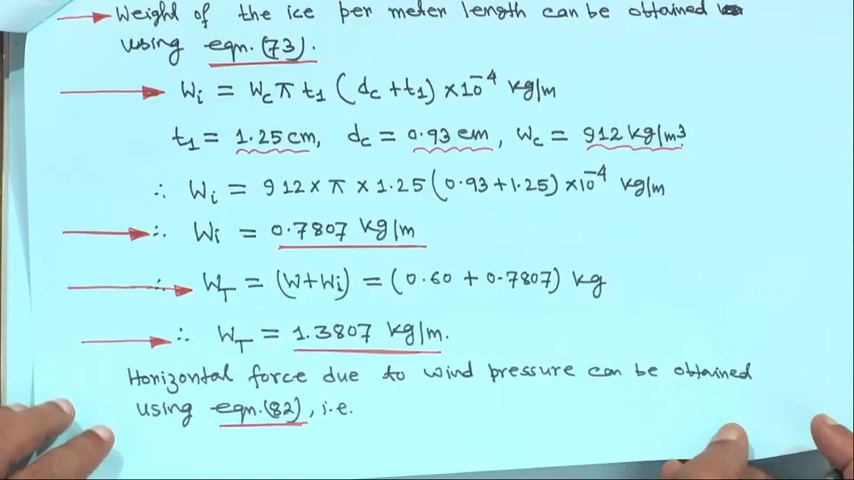 Weight of the ice per meter length can be obtained
using eqn.(73).
Wi = Wc π t1 (dc + t1) ×10^-4 kg/m
t1 = 1.25 cm, dc = 0.93 cm, Wc = 912 kg/m³
∴ Wi = 912 × π × 1.25 (0.93 + 1.25) ×10^-4 kg/m
∴ Wi = 0.7807 kg/m
∴ WT = (W+Wi) = (0.60 + 0.7807) kg
∴ WT = 1.3807 kg/m.
Horizontal force due to wind pressure can be obtained
using eqn.(82), i.e.